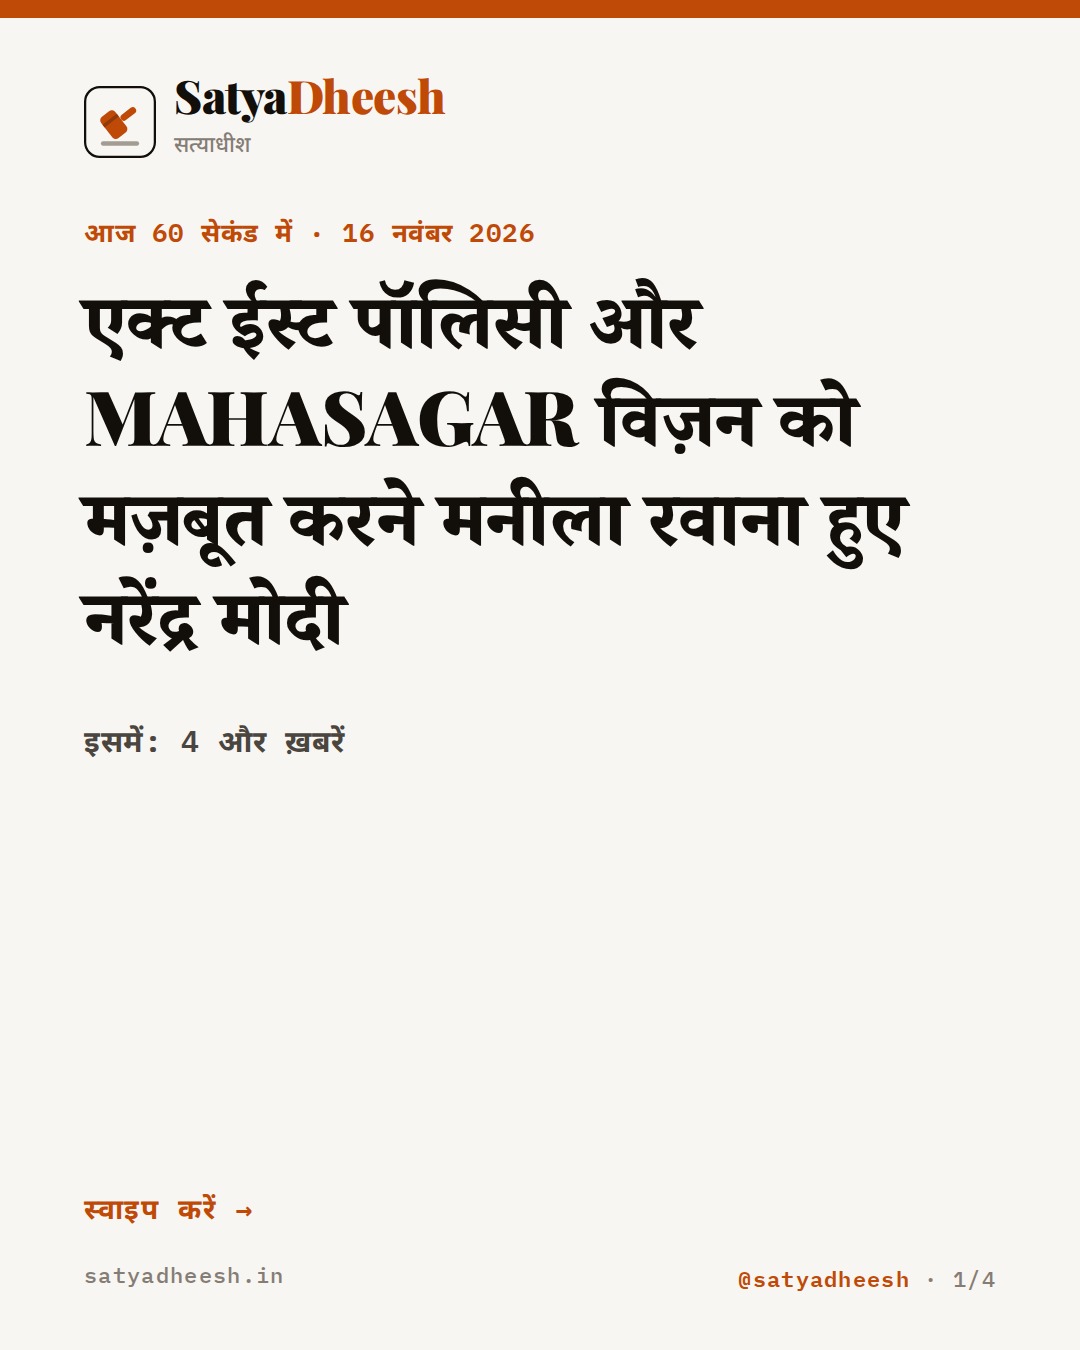 SatyaDheesh
सत्याधीश
आज 60 सेकंड में · 16 नवंबर 2026
एक्ट ईस्ट पॉलिसी और
MAHASAGAR विज़न को
मज़बूत करने मनीला रवाना हुए
नरेंद्र मोदी
इसमें: 4 और ख़बरें
स्वाइप करें →
satyadheesh.in
@satyadheesh · 1/4